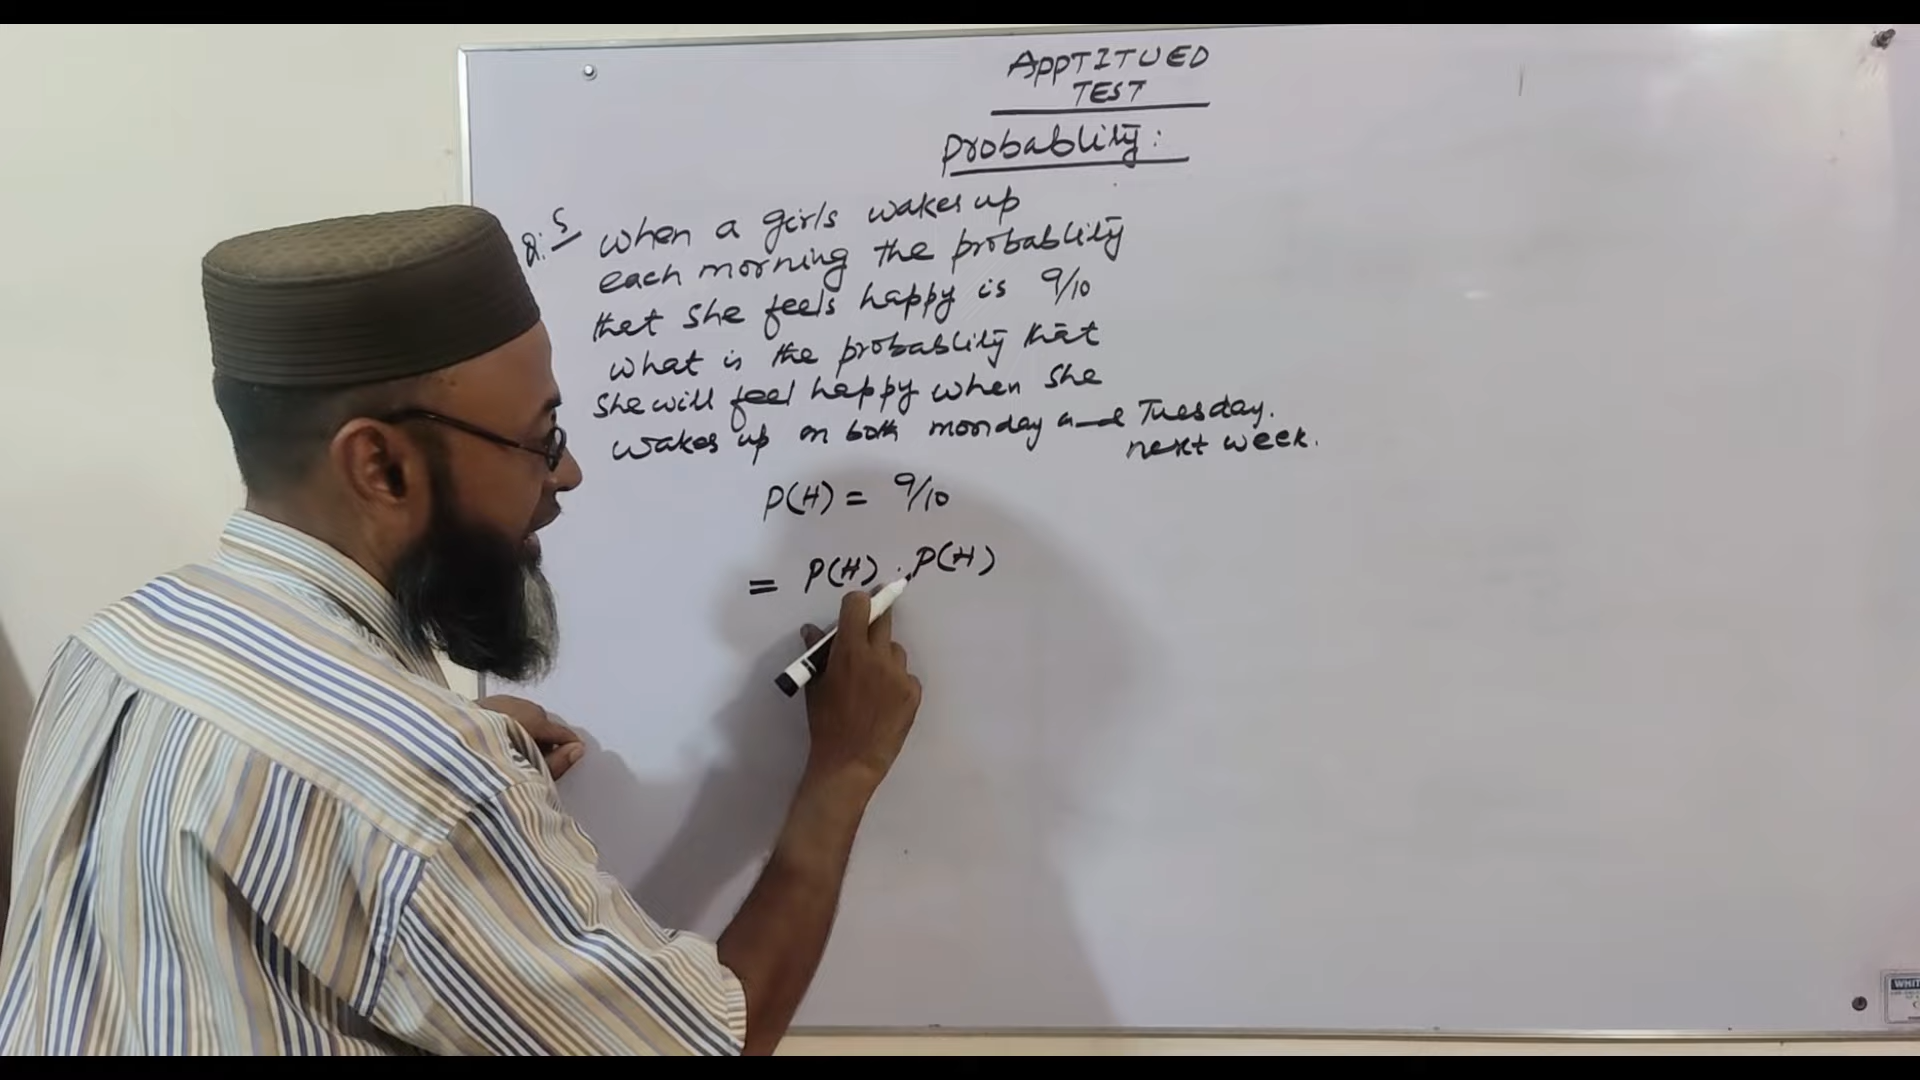 AppTITUED
TEST
Probablity:
Q:5 when a girls wakes up
each morning the probablity
that she feels happy is 9/10
what is the probablity that
she will feel happy when she
wakes up on both monday and Tuesday.
next week.
P(H) = 9/10
= P(H) . P(H)